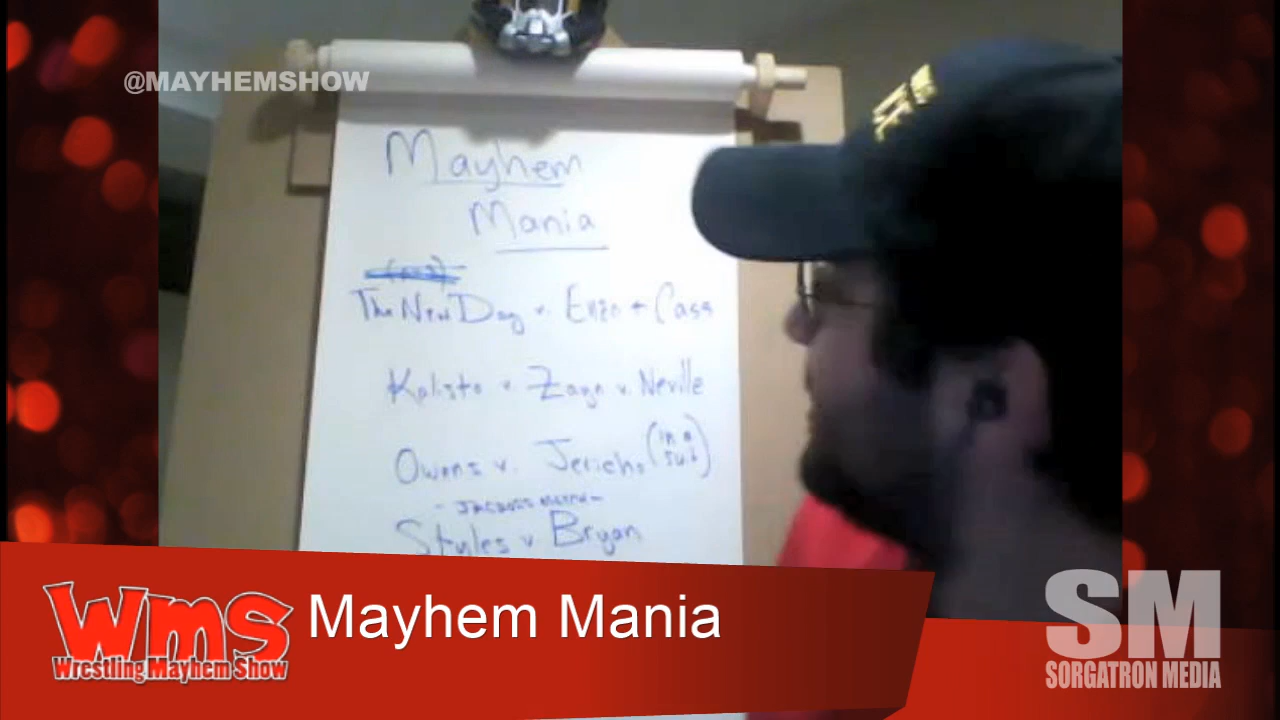 @MAYHEMSHOW
Mayhem
Mania
The New Day v. Enzo + Cass
Kalisto v Zayn v. Neville
Owens v. Jericho (in a suit)
Styles v Bryan
WMS
Wrestling Mayhem Show
Mayhem Mania
SM
SORGATRON MEDIA